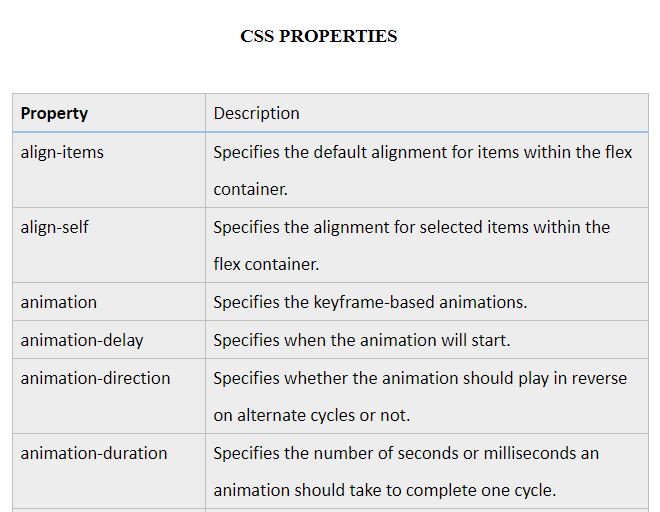 CSS PROPERTIES
Property Description
align-items Specifies the default alignment for items within the flex
container.
align-self Specifies the alignment for selected items within the
flex container.
animation Specifies the keyframe-based animations.
animation-delay Specifies when the animation will start.
animation-direction Specifies whether the animation should play in reverse
on alternate cycles or not.
animation-duration Specifies the number of seconds or milliseconds an
animation should take to complete one cycle.